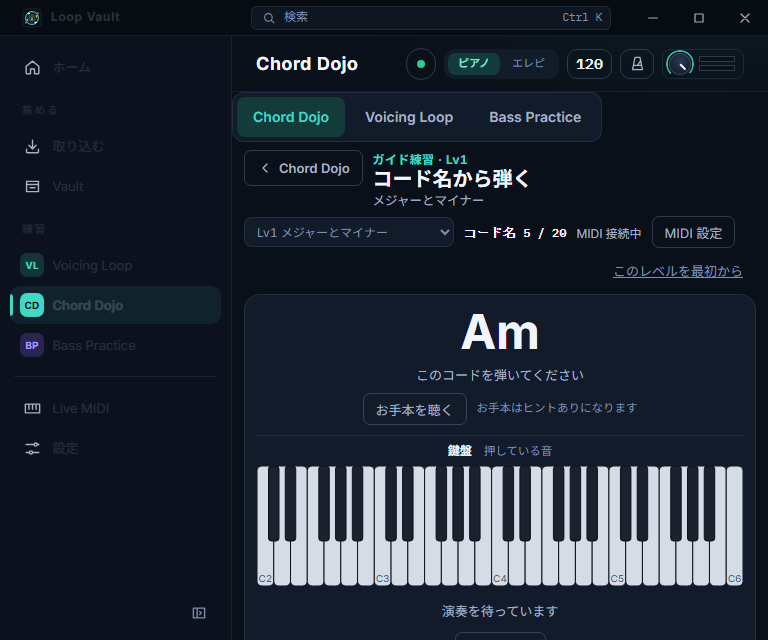 Loop Vault
検索
Ctrl K
ホーム
集める
取り込む
Vault
練習
VL Voicing Loop
CD Chord Dojo
BP Bass Practice
Live MIDI
設定
Chord Dojo
ピアノ
エレピ
120
Chord Dojo
Voicing Loop
Bass Practice
Chord Dojo
ガイド練習 · Lv1
コード名から弾く
メジャーとマイナー
Lv1 メジャーとマイナー
コード名 5 / 20
MIDI 接続中
MIDI 設定
このレベルを最初から
Am
このコードを弾いてください
お手本を聴く
お手本はヒントありになります
鍵盤 押している音
C2 C3 C4 C5 C6
演奏を待っています